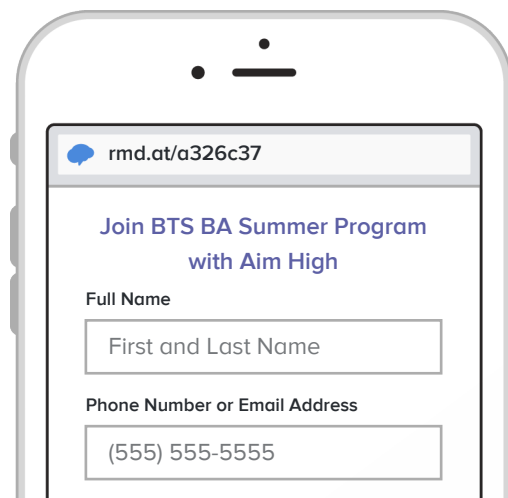 rmd.at/a326c37
Join BTS BA Summer Program
with Aim High
Full Name
First and Last Name
Phone Number or Email Address
(555) 555-5555